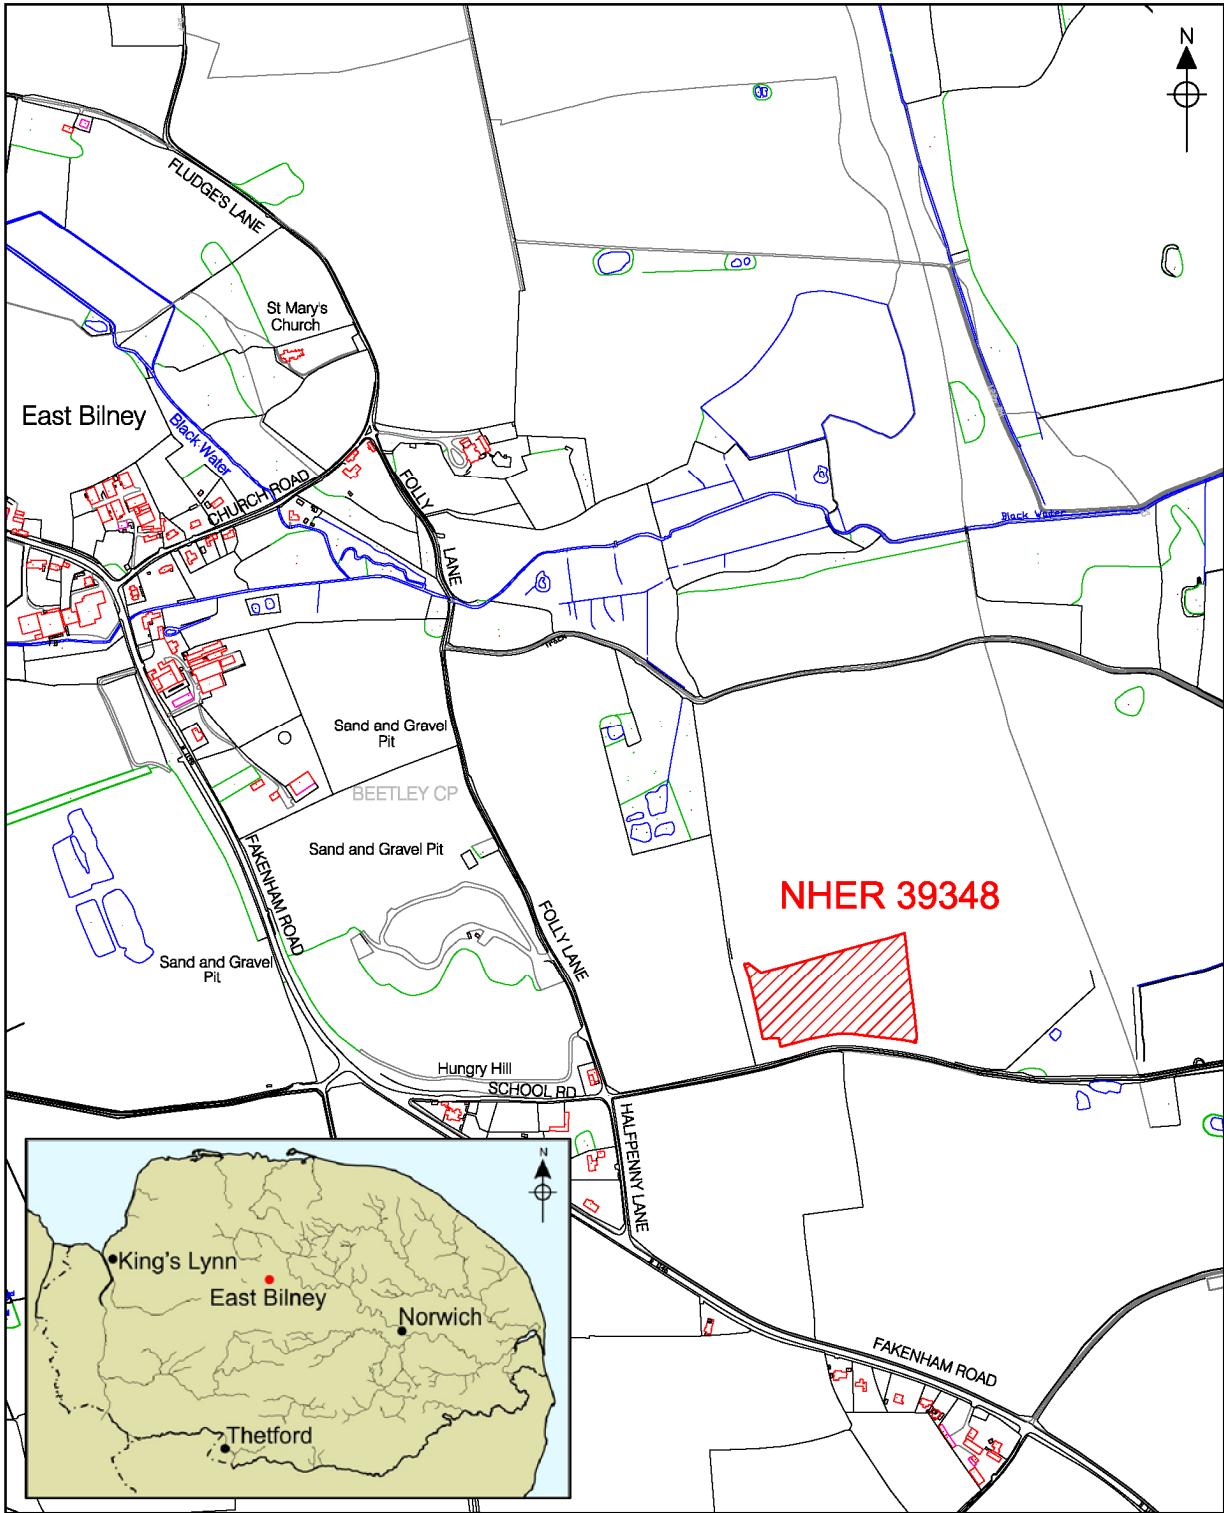 N
FLUDGE'S LANE
St Mary's
Church
East Bilney
Black Water
CHURCH ROAD
FOLLY
LANE
Black Water
Track
Sand and Gravel
Pit
BEETLEY CP
Sand and Gravel Pit
FAKENHAM ROAD
FOLLY LANE
NHER 39348
Sand and Gravel
Pit
Hungry Hill
SCHOOL RD
HALFPENNY LANE
N
King's Lynn
East Bilney
Norwich
Thetford
FAKENHAM ROAD